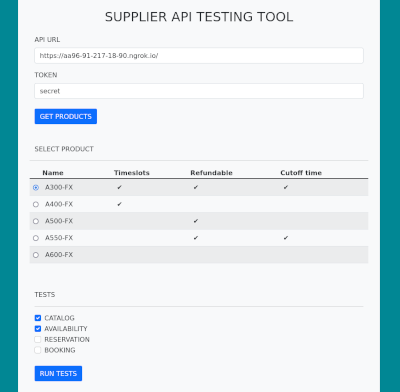 SUPPLIER API TESTING TOOL
API URL
https://aa96-91-217-18-90.ngrok.io/
TOKEN
secret
GET PRODUCTS
SELECT PRODUCT
Name Timeslots Refundable Cutoff time
A300-FX ✔ ✔ ✔
A400-FX ✔
A500-FX ✔
A550-FX ✔ ✔
A600-FX
TESTS
CATALOG
AVAILABILITY
RESERVATION
BOOKING
RUN TESTS